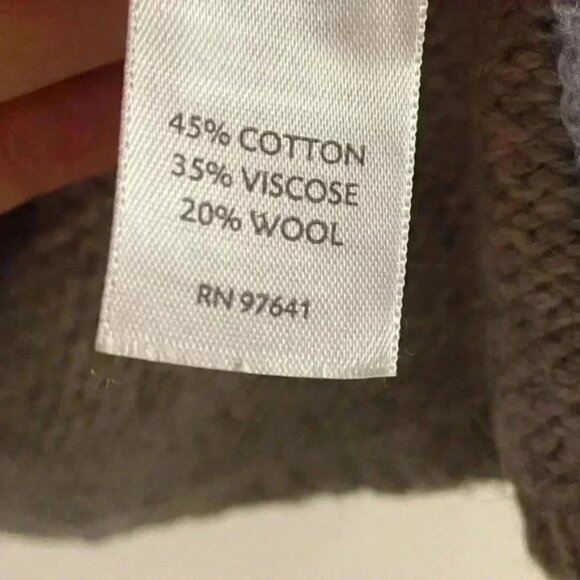 45% COTTON
35% VISCOSE
20% WOOL
RN 97641